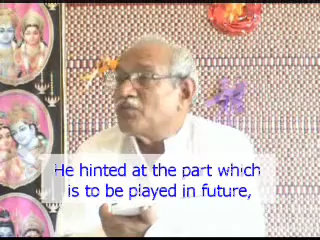 He hinted at the part which
is to be played in future,